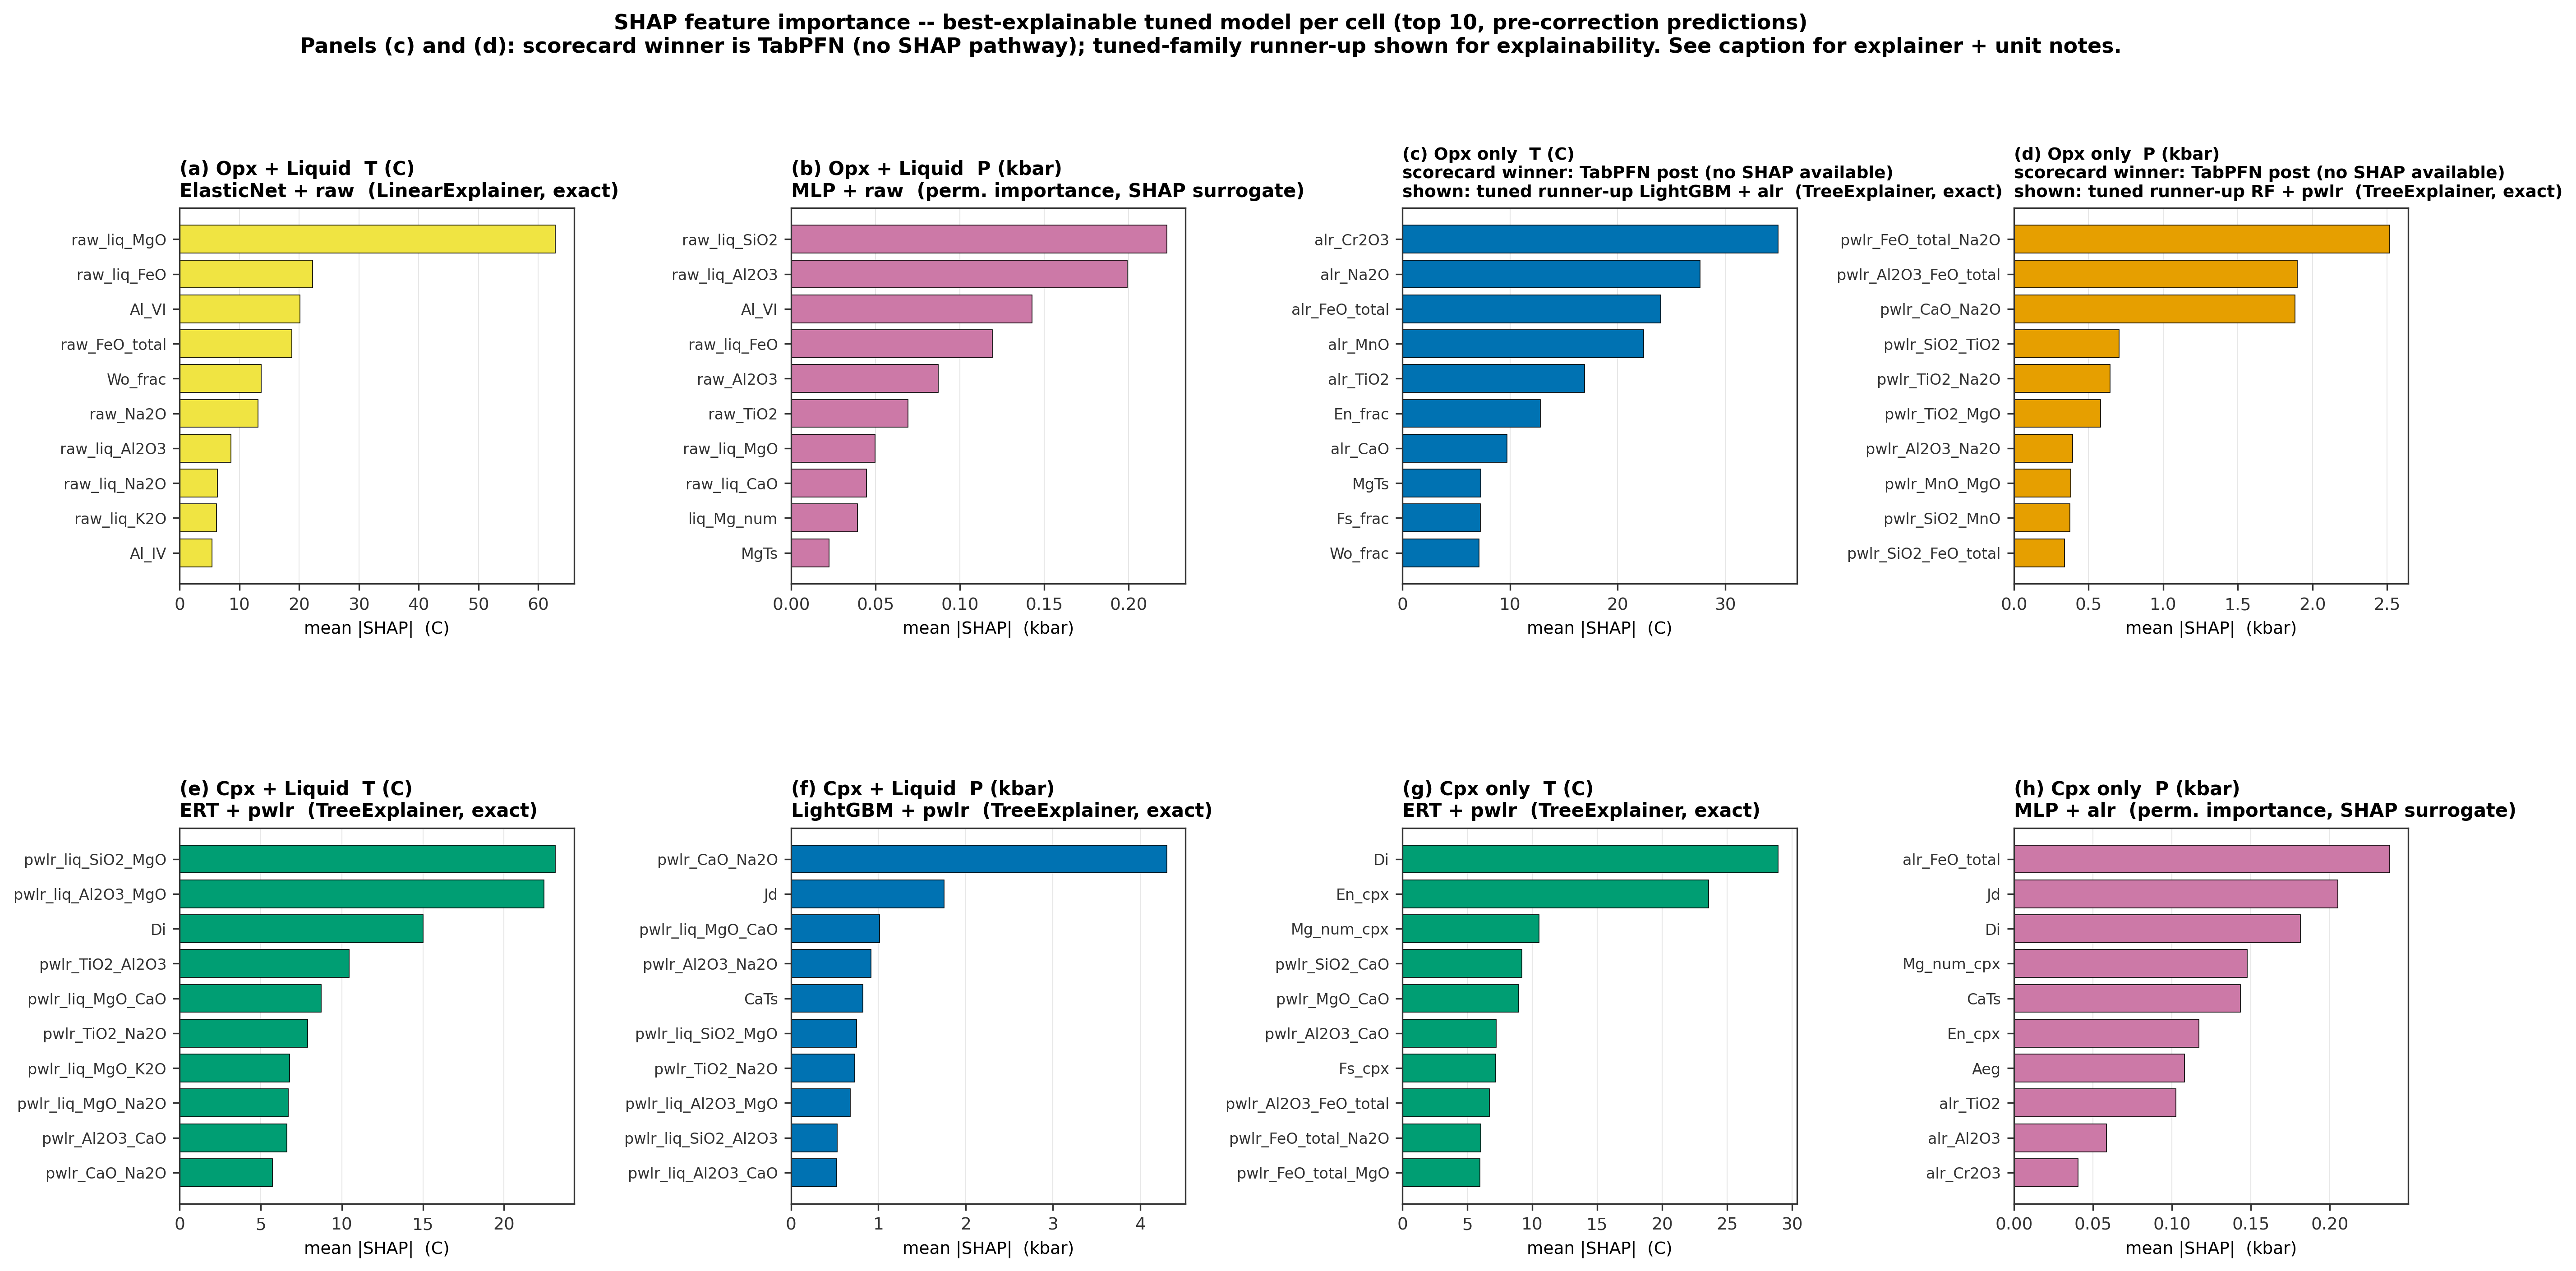 SHAP feature importance -- best-explainable tuned model per cell (top 10, pre-correction predictions)
Panels (c) and (d): scorecard winner is TabPFN (no SHAP pathway); tuned-family runner-up shown for explainability. See caption for explainer + unit notes.
(a) Opx + Liquid  T (C)
ElasticNet + raw  (LinearExplainer, exact)
raw_liq_MgO
raw_liq_FeO
Al_VI
raw_FeO_total
Wo_frac
raw_Na2O
raw_liq_Al2O3
raw_liq_Na2O
raw_liq_K2O
Al_IV
0 10 20 30 40 50 60
mean |SHAP|  (C)
(b) Opx + Liquid  P (kbar)
MLP + raw  (perm. importance, SHAP surrogate)
raw_liq_SiO2
raw_liq_Al2O3
Al_VI
raw_liq_FeO
raw_Al2O3
raw_TiO2
raw_liq_MgO
raw_liq_CaO
liq_Mg_num
MgTs
0.00 0.05 0.10 0.15 0.20
mean |SHAP|  (kbar)
(c) Opx only  T (C)
scorecard winner: TabPFN post (no SHAP available)
shown: tuned runner-up LightGBM + alr  (TreeExplainer, exact)
alr_Cr2O3
alr_Na2O
alr_FeO_total
alr_MnO
alr_TiO2
En_frac
alr_CaO
MgTs
Fs_frac
Wo_frac
0 10 20 30
mean |SHAP|  (C)
(d) Opx only  P (kbar)
scorecard winner: TabPFN post (no SHAP available)
shown: tuned runner-up RF + pwlr  (TreeExplainer, exact)
pwlr_FeO_total_Na2O
pwlr_Al2O3_FeO_total
pwlr_CaO_Na2O
pwlr_SiO2_TiO2
pwlr_TiO2_Na2O
pwlr_TiO2_MgO
pwlr_Al2O3_Na2O
pwlr_MnO_MgO
pwlr_SiO2_MnO
pwlr_SiO2_FeO_total
0.0 0.5 1.0 1.5 2.0 2.5
mean |SHAP|  (kbar)
(e) Cpx + Liquid  T (C)
ERT + pwlr  (TreeExplainer, exact)
pwlr_liq_SiO2_MgO
pwlr_liq_Al2O3_MgO
Di
pwlr_TiO2_Al2O3
pwlr_liq_MgO_CaO
pwlr_TiO2_Na2O
pwlr_liq_MgO_K2O
pwlr_liq_MgO_Na2O
pwlr_Al2O3_CaO
pwlr_CaO_Na2O
0 5 10 15 20
mean |SHAP|  (C)
(f) Cpx + Liquid  P (kbar)
LightGBM + pwlr  (TreeExplainer, exact)
pwlr_CaO_Na2O
Jd
pwlr_liq_MgO_CaO
pwlr_Al2O3_Na2O
CaTs
pwlr_liq_SiO2_MgO
pwlr_TiO2_Na2O
pwlr_liq_Al2O3_MgO
pwlr_liq_SiO2_Al2O3
pwlr_liq_Al2O3_CaO
0 1 2 3 4
mean |SHAP|  (kbar)
(g) Cpx only  T (C)
ERT + pwlr  (TreeExplainer, exact)
Di
En_cpx
Mg_num_cpx
pwlr_SiO2_CaO
pwlr_MgO_CaO
pwlr_Al2O3_CaO
Fs_cpx
pwlr_Al2O3_FeO_total
pwlr_FeO_total_Na2O
pwlr_FeO_total_MgO
0 5 10 15 20 25 30
mean |SHAP|  (C)
(h) Cpx only  P (kbar)
MLP + alr  (perm. importance, SHAP surrogate)
alr_FeO_total
Jd
Di
Mg_num_cpx
CaTs
En_cpx
Aeg
alr_TiO2
alr_Al2O3
alr_Cr2O3
0.00 0.05 0.10 0.15 0.20
mean |SHAP|  (kbar)